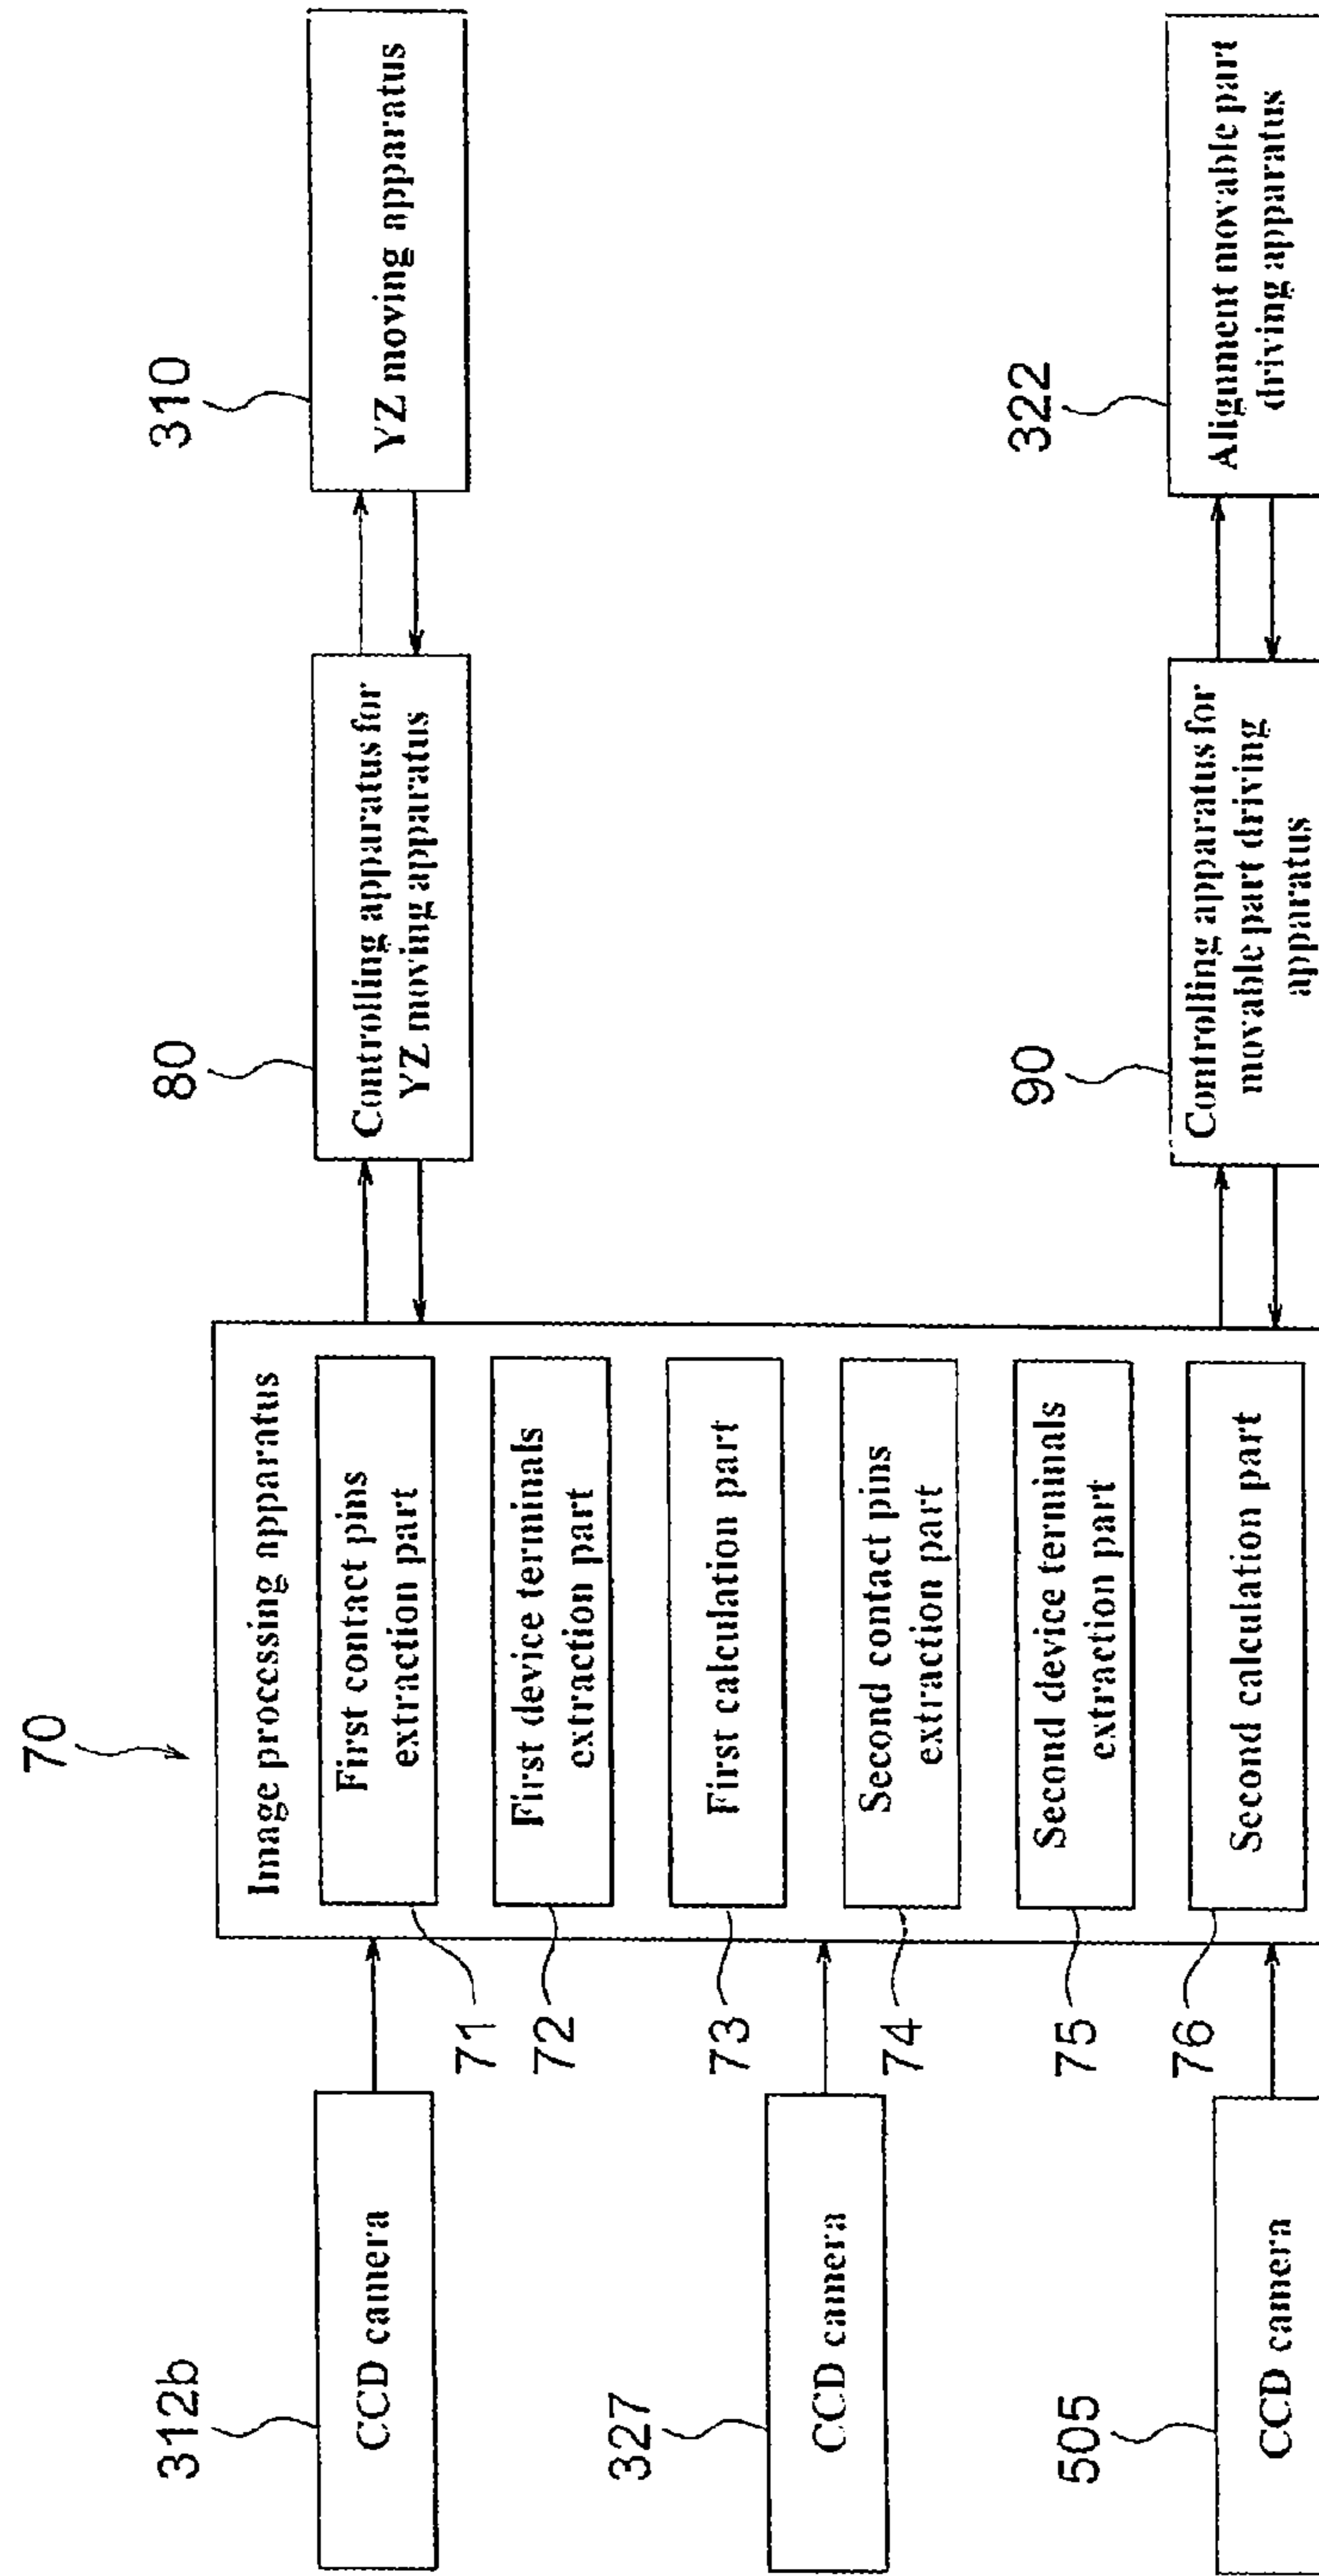 70
Image processing apparatus
312b
CCD camera
71
First contact pins
extraction part
72
First device terminals
extraction part
73
First calculation part
327
CCD camera
74
Second contact pins
extraction part
75
Second device terminals
extraction part
76
Second calculation part
505
CCD camera
80
Controlling apparatus for
YZ moving apparatus
310
YZ moving apparatus
90
Controlling apparatus for
movable part driving
apparatus
322
Alignment movable part
driving apparatus